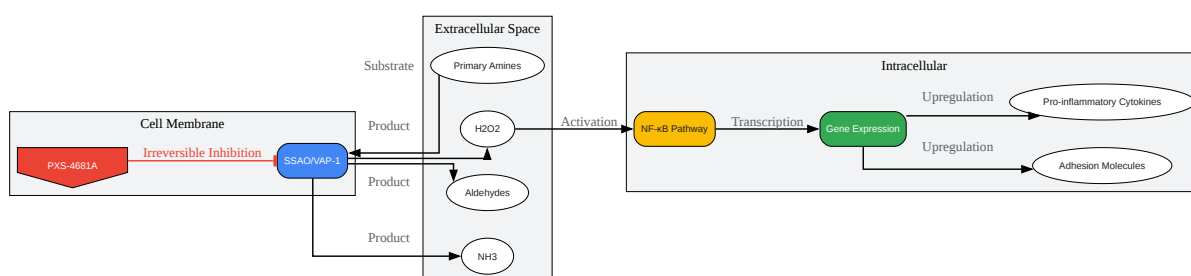 Extracellular Space
Substrate
Primary Amines
Intracellular
Cell Membrane
Product
H2O2
Activation
NF-κB Pathway
Transcription
Gene Expression
Upregulation
Pro-inflammatory Cytokines
PXS-4681A
Irreversible Inhibition
SSAO/VAP-1
Product
Aldehydes
Upregulation
Adhesion Molecules
Product
NH3